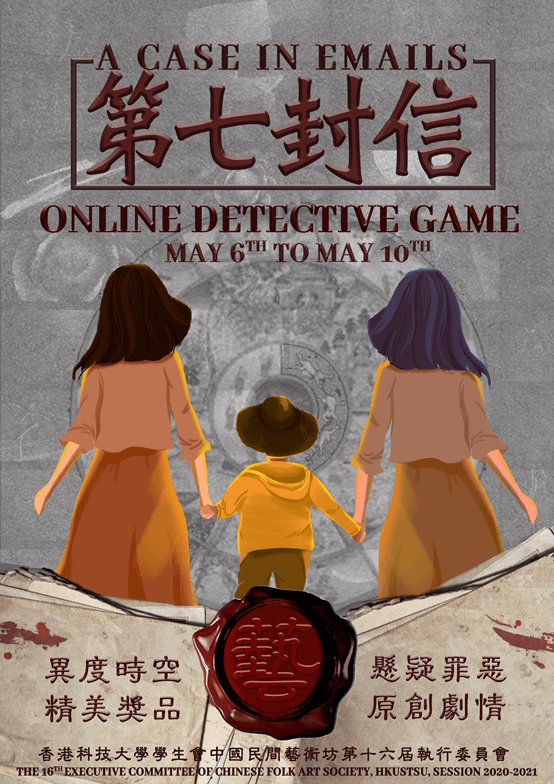 A CASE IN EMAILS
第七封信
ONLINE DETECTIVE GAME
MAY 6TH TO MAY 10TH
藝
異度時空
精美獎品
懸疑罪惡
原創劇情
香港科技大學學生會中國民間藝術坊第十六屆執行委員會
THE 16TH EXECUTIVE COMMITTEE OF CHINESE FOLK ART SOCIETY, HKUSTSU, SESSION 2020-2021